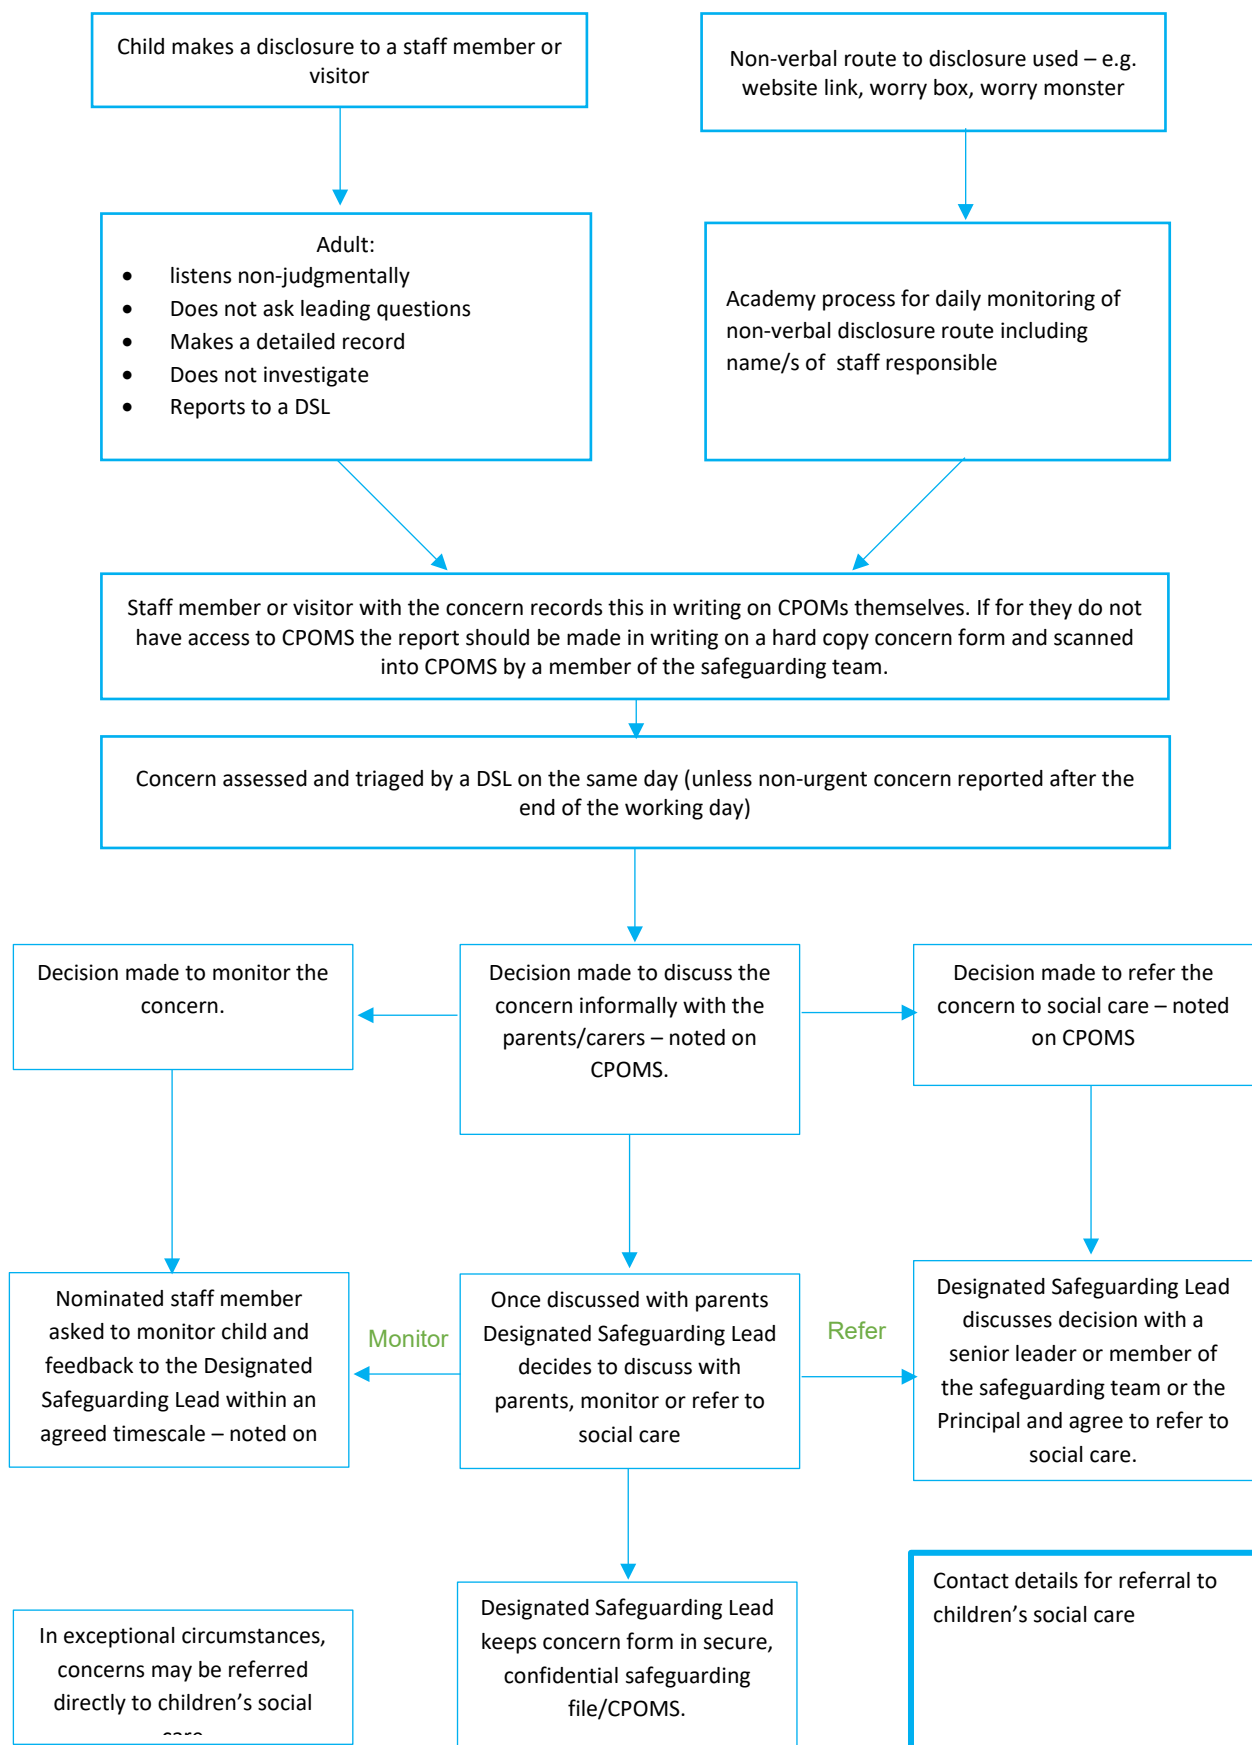 Child makes a disclosure to a staff member or
visitor
Non-verbal route to disclosure used – e.g.
website link, worry box, worry monster
Adult:
• listens non-judgmentally
• Does not ask leading questions
• Makes a detailed record
• Does not investigate
• Reports to a DSL
Academy process for daily monitoring of
non-verbal disclosure route including
name/s of staff responsible
Staff member or visitor with the concern records this in writing on CPOMs themselves. If for they do not
have access to CPOMS the report should be made in writing on a hard copy concern form and scanned
into CPOMS by a member of the safeguarding team.
Concern assessed and triaged by a DSL on the same day (unless non-urgent concern reported after the
end of the working day)
Decision made to monitor the
concern.
Decision made to discuss the
concern informally with the
parents/carers – noted on
CPOMS.
Decision made to refer the
concern to social care – noted
on CPOMS
Nominated staff member
asked to monitor child and
feedback to the Designated
Safeguarding Lead within an
agreed timescale – noted on
Monitor
Once discussed with parents
Designated Safeguarding Lead
decides to discuss with
parents, monitor or refer to
social care
Refer
Designated Safeguarding Lead
discusses decision with a
senior leader or member of
the safeguarding team or the
Principal and agree to refer to
social care.
In exceptional circumstances,
concerns may be referred
directly to children’s social
Designated Safeguarding Lead
keeps concern form in secure,
confidential safeguarding
file/CPOMS.
Contact details for referral to
children’s social care